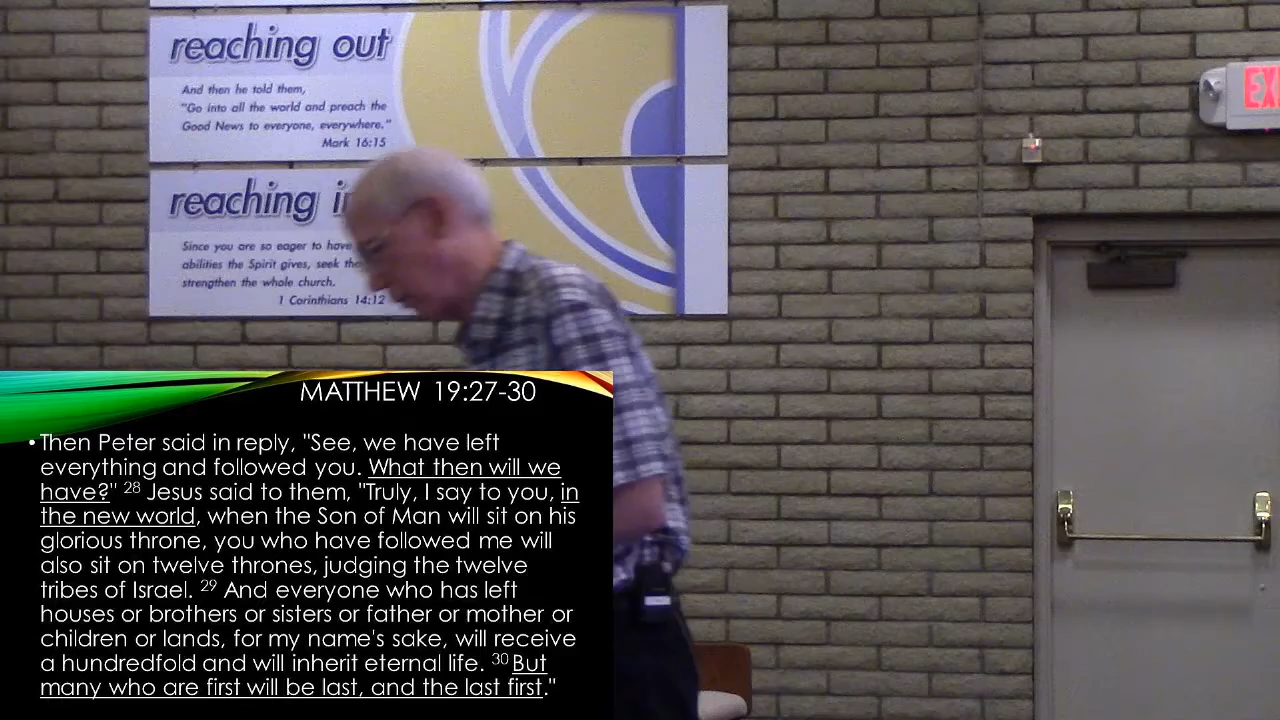 reaching out
And then he told them,
"Go into all the world and preach the
Good News to everyone, everywhere."
Mark 16:15
reaching
Since you are so eager to have
abilities the Spirit gives, seek
strengthen the whole church.
1 Corinthians 14:12
EX
MATTHEW 19:27-30
•Then Peter said in reply, "See, we have left
everything and followed you. What then will we
have?" 28 Jesus said to them, "Truly, I say to you, in
the new world, when the Son of Man will sit on his
glorious throne, you who have followed me will
also sit on twelve thrones, judging the twelve
tribes of Israel. 29 And everyone who has left
houses or brothers or sisters or father or mother or
children or lands, for my name's sake, will receive
a hundredfold and will inherit eternal life. 30 But
many who are first will be last, and the last first."